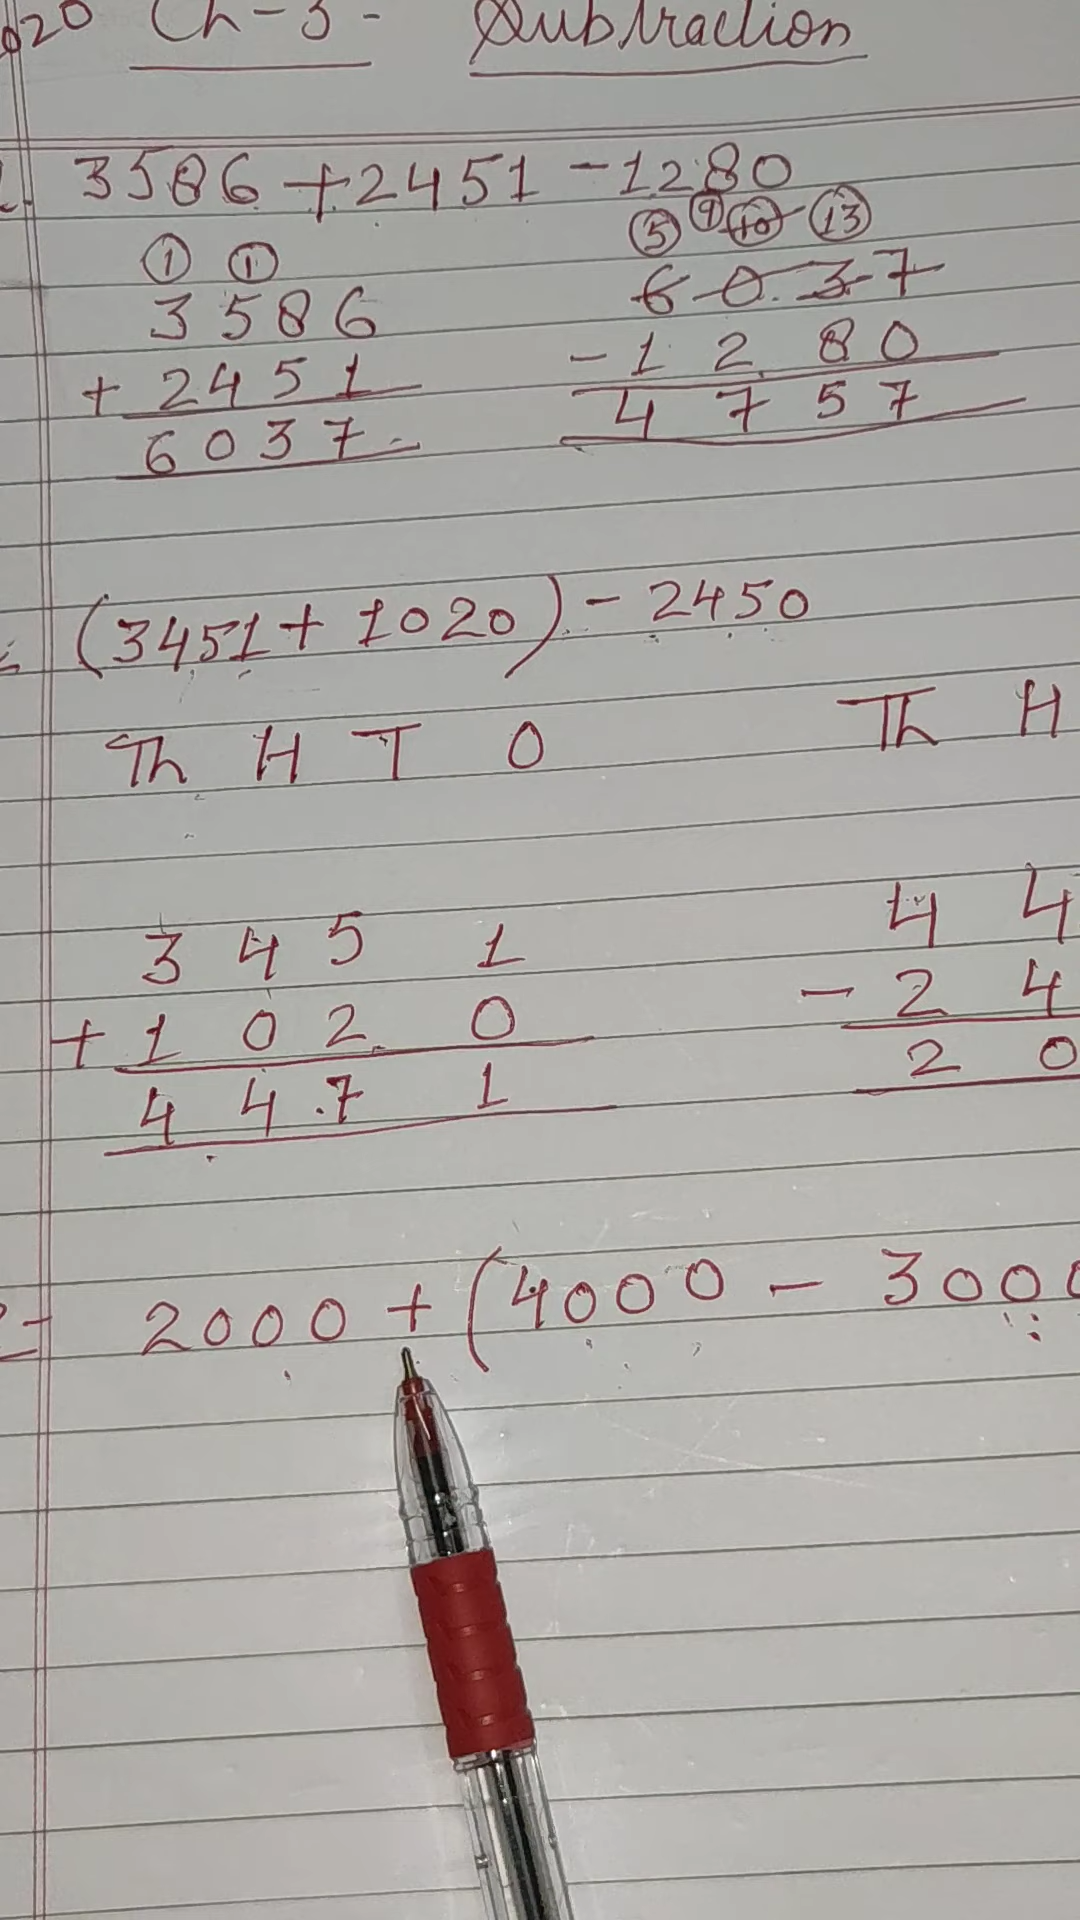 020 Ch-3- Subtraction
3586 + 2451 - 1280
① ① ⑤ ⑨ ⑩ ⑬
3586 6037
+ 2451 - 1280
6037 4757
(3451 + 1020) - 2450
Th H T O Th H
3 4 5 1 4 4
+ 1 0 2 0 - 2 4
4 4 7 1 2 0
2000 + (4000 - 3000